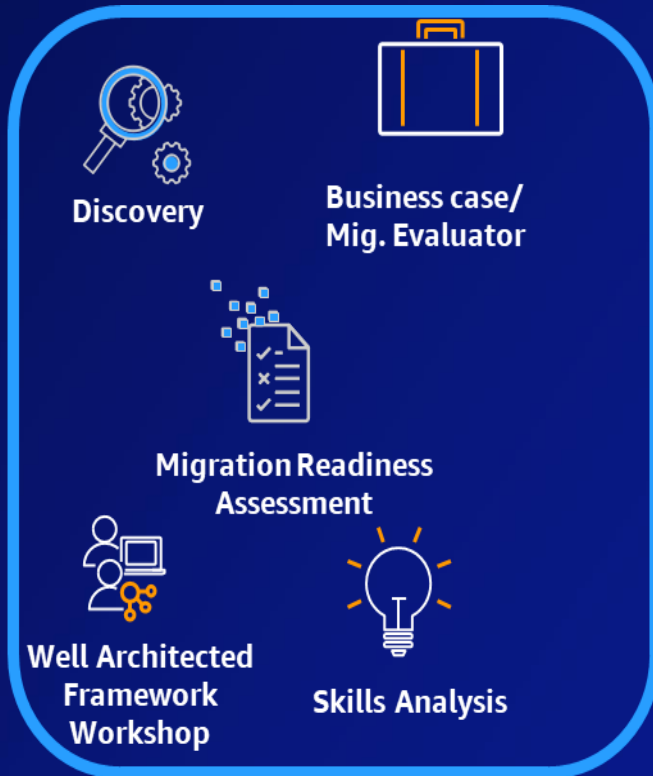 Discovery
Business case/
Mig. Evaluator
Migration Readiness
Assessment
Well Architected
Framework
Workshop
Skills Analysis